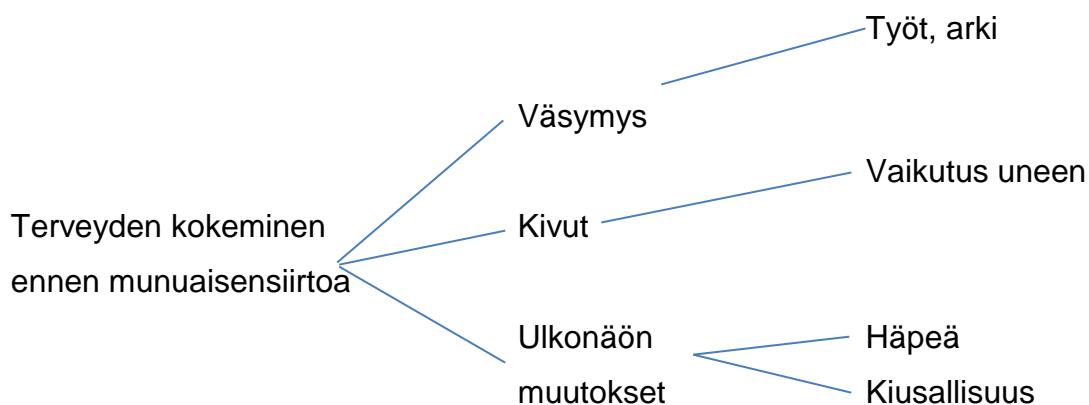 Työt, arki
Väsymys
Vaikutus uneen
Terveyden kokeminen
ennen munuaisensiirtoa
Kivut
Ulkonäön
muutokset
Häpeä
Kiusallisuus